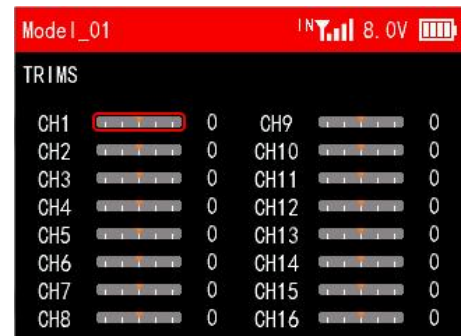 Model_01 IN 8.0V
TRIMS
CH1 0 CH9 0
CH2 0 CH10 0
CH3 0 CH11 0
CH4 0 CH12 0
CH5 0 CH13 0
CH6 0 CH14 0
CH7 0 CH15 0
CH8 0 CH16 0